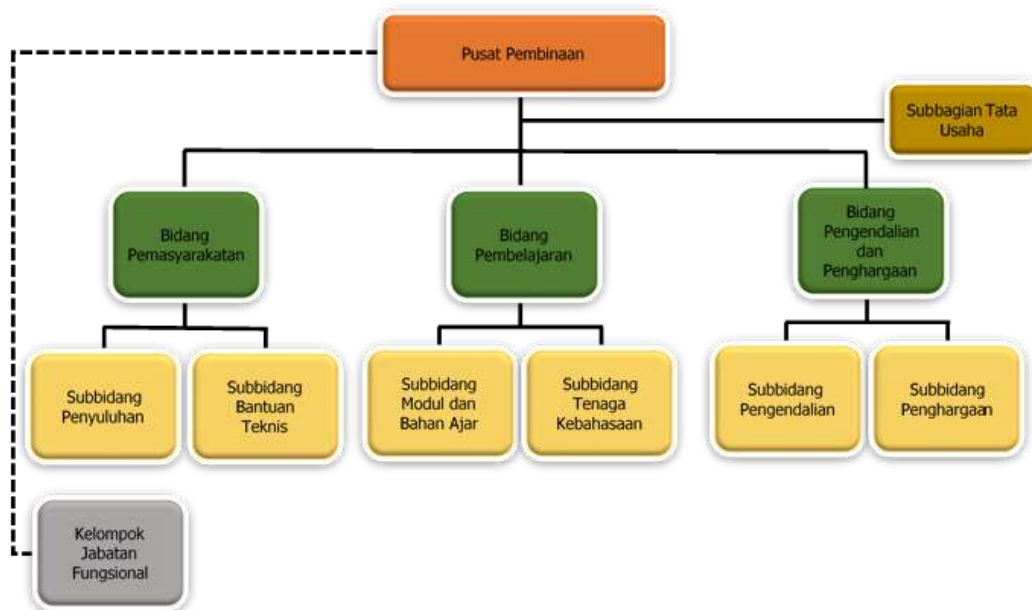 Pusat Pembinaan
Subbagian Tata
Usaha
Bidang
Pemasyarakatan
Bidang
Pembelajaran
Bidang
Pengendalian
dan
Penghargaan
Subbidang
Penyuluhan
Subbidang
Bantuan
Teknis
Subbidang
Modul dan
Bahan Ajar
Subbidang
Tenaga
Kebahasaan
Subbidang
Pengendalian
Subbidang
Penghargaan
Kelompok
Jabatan
Fungsional